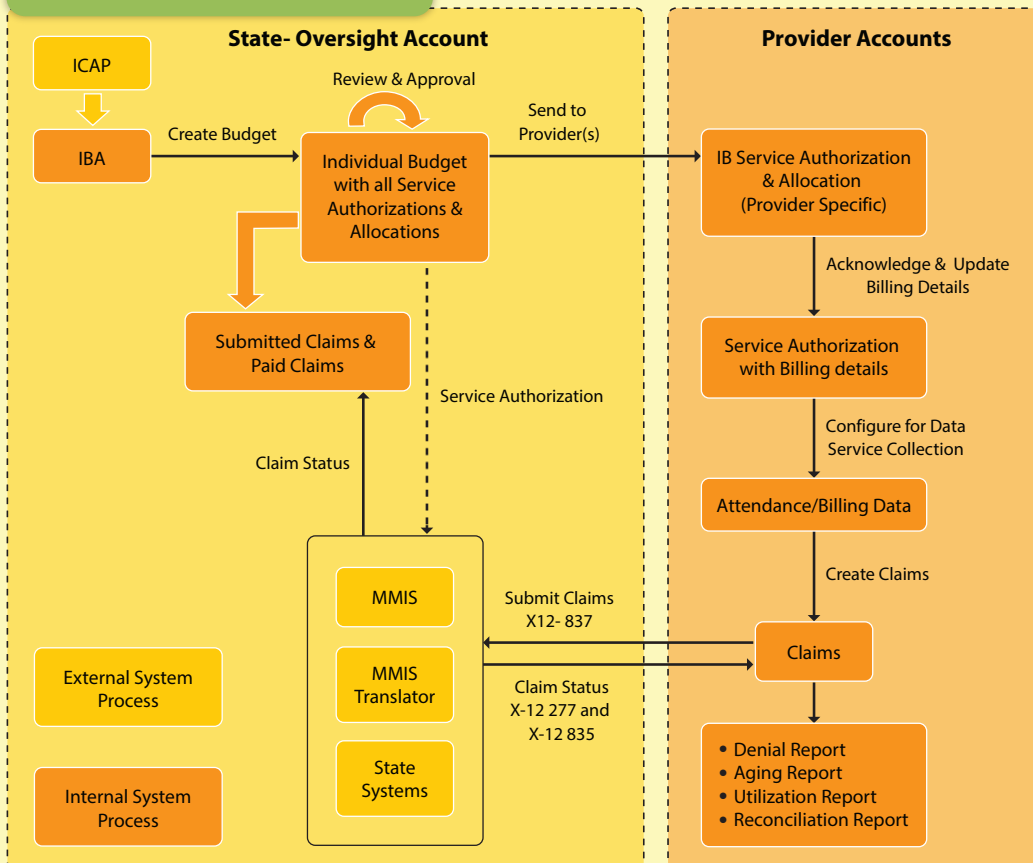 State- Oversight Account
Provider Accounts
ICAP
Review & Approval
Send to
Provider(s)
Create Budget
IBA
Individual Budget
with all Service
Authorizations &
Allocations
IB Service Authorization
& Allocation
(Provider Specific)
Acknowledge & Update
Billing Details
Submitted Claims &
Paid Claims
Service Authorization
with Billing details
Service Authorization
Configure for Data
Service Collection
Claim Status
Attendance/Billing Data
Create Claims
MMIS
Submit Claims
X12- 837
Claims
MMIS
Translator
Claim Status
X-12 277 and
X-12 835
External System
Process
State
Systems
• Denial Report
• Aging Report
• Utilization Report
• Reconciliation Report
Internal System
Process